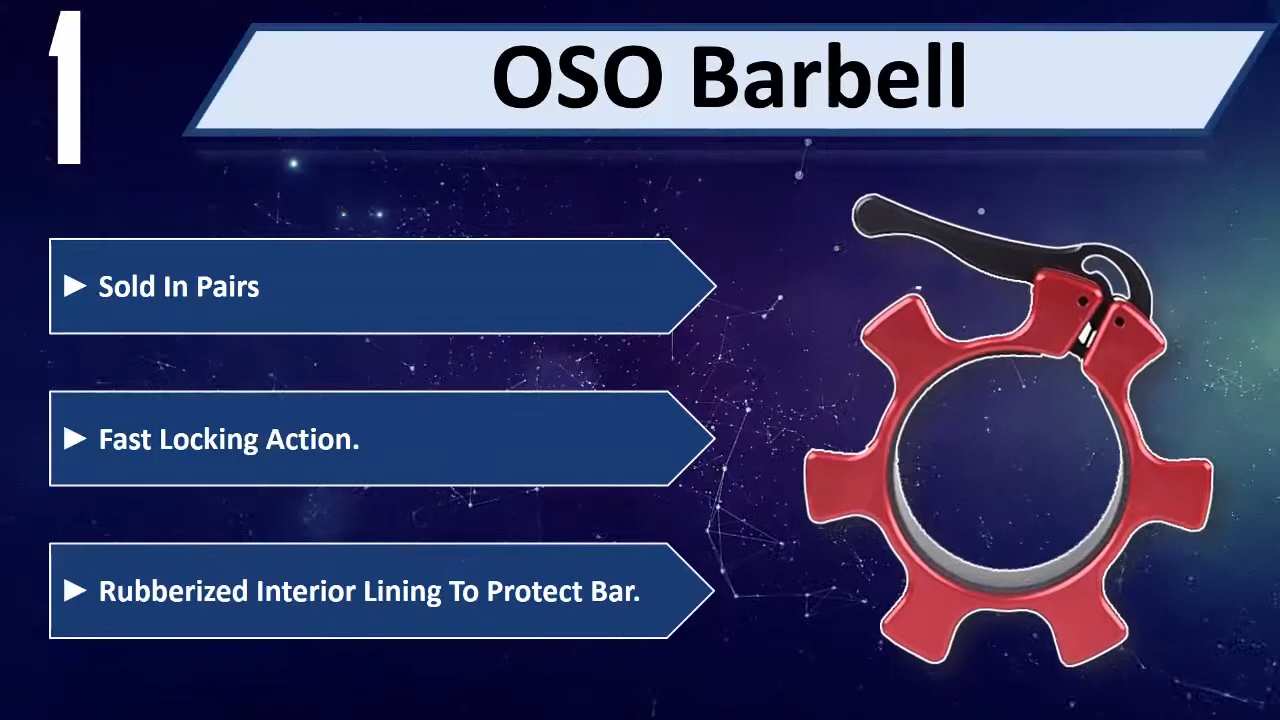 1
OSO Barbell
► Sold In Pairs
► Fast Locking Action.
► Rubberized Interior Lining To Protect Bar.